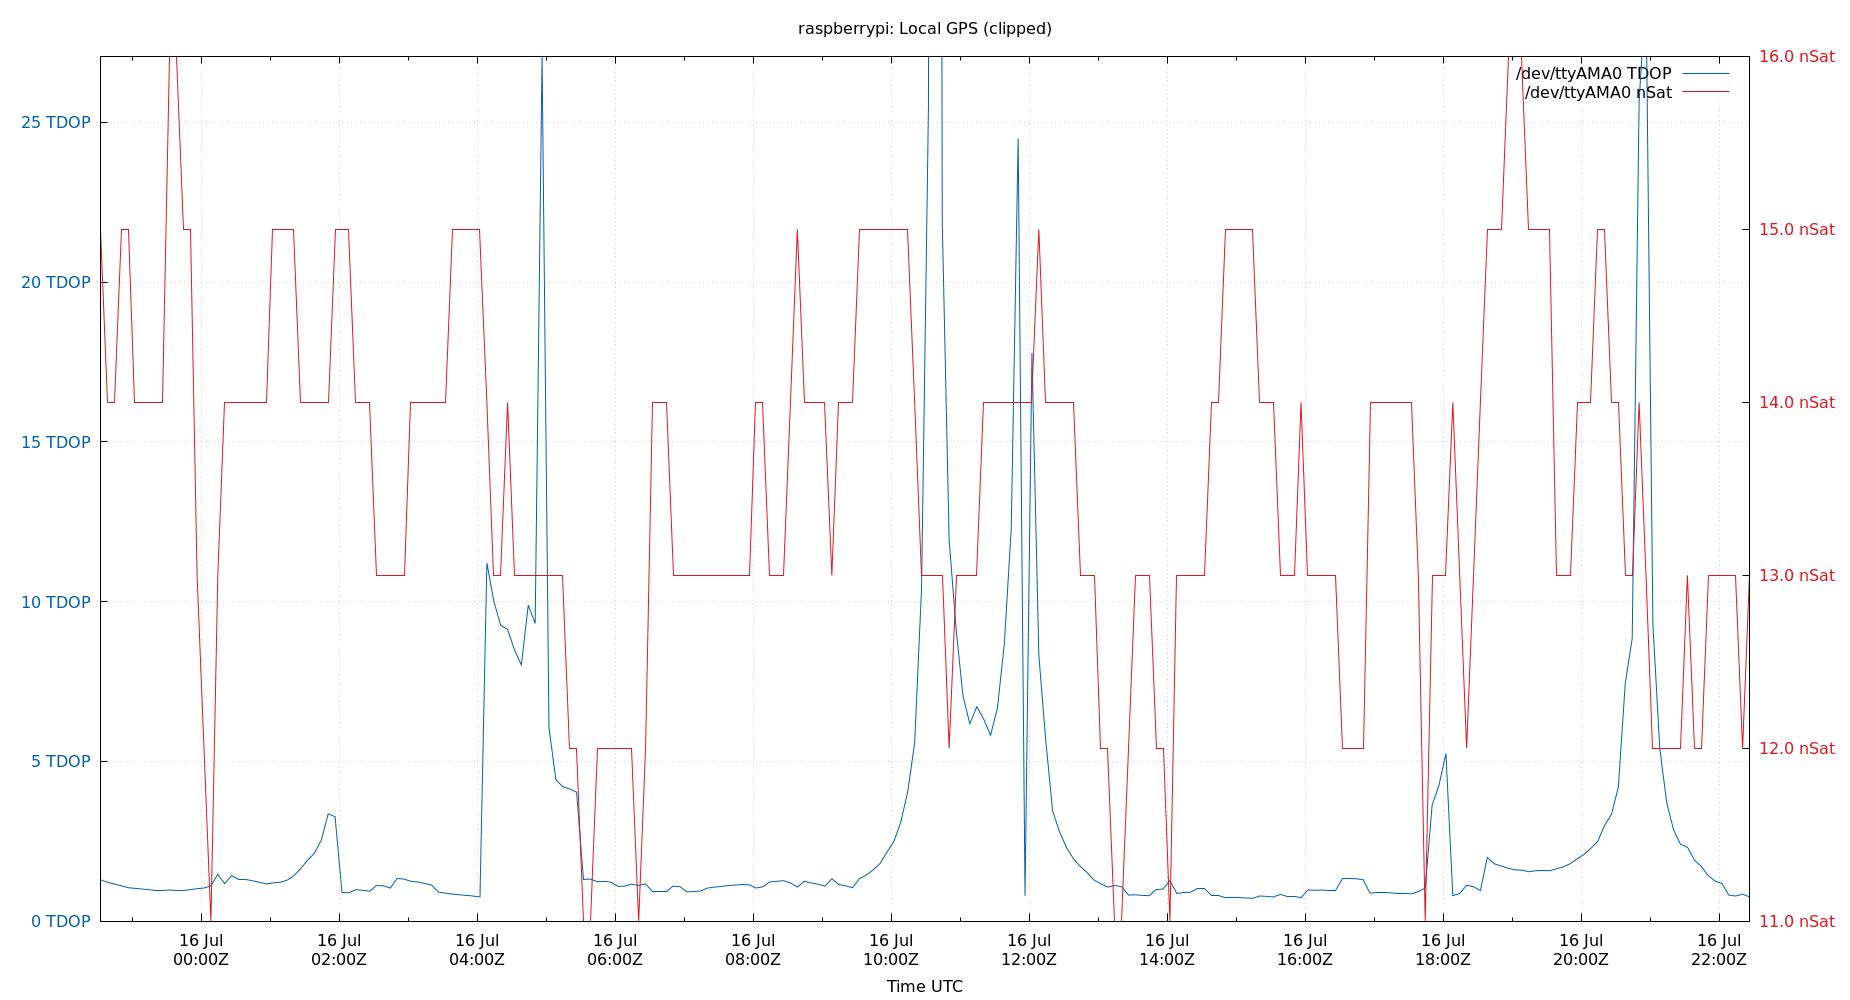 raspberrypi: Local GPS (clipped)
16.0 nSat
/dev/ttyAMA0 TDOP
/dev/ttyAMA0 nSat
25 TDOP
15.0 nSat
20 TDOP
14.0 nSat
15 TDOP
13.0 nSat
10 TDOP
12.0 nSat
5 TDOP
0 TDOP
11.0 nSat
16 Jul 16 Jul 16 Jul 16 Jul 16 Jul 16 Jul 16 Jul 16 Jul 16 Jul 16 Jul 16 Jul 16 Jul
00:00Z 02:00Z 04:00Z 06:00Z 08:00Z 10:00Z 12:00Z 14:00Z 16:00Z 18:00Z 20:00Z 22:00Z
Time UTC